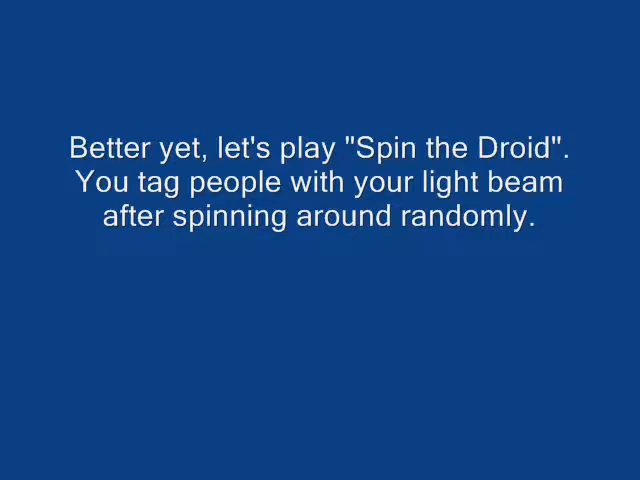 Better yet, let's play "Spin the Droid".
You tag people with your light beam
after spinning around randomly.